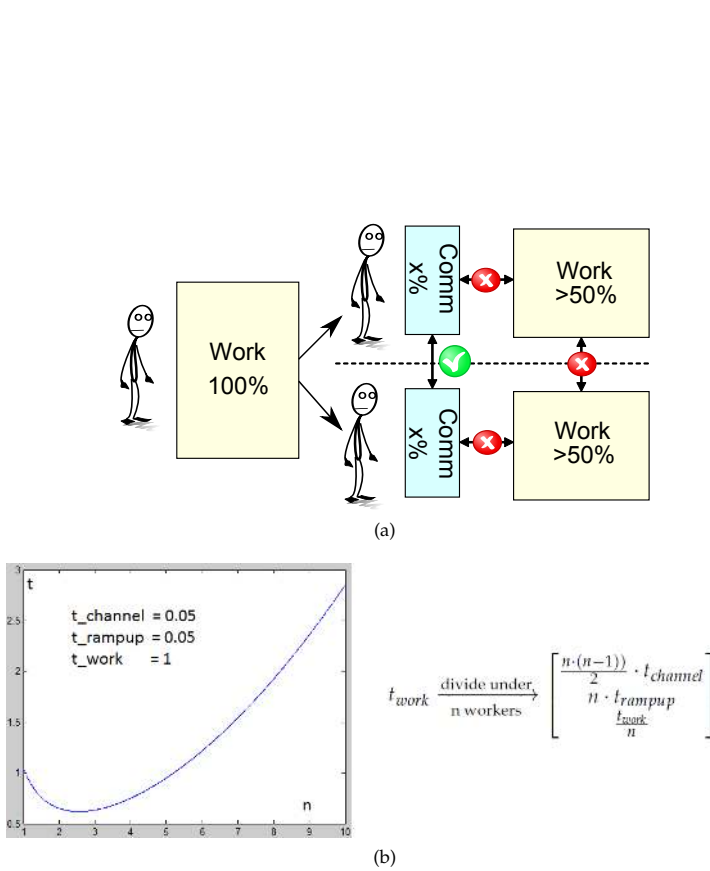 Work
100%
Comm
x%
Work
>50%
Comm
x%
Work
>50%
(a)
3
t
2.5
t_channel = 0.05
t_rampup = 0.05
t_work = 1
2
1.5
1
n
0.5
1 2 3 4 5 6 7 8 9 10
t_work divide under n workers
n·(n−1)) / 2 · t_channel
n · t_rampup
t_work / n
(b)